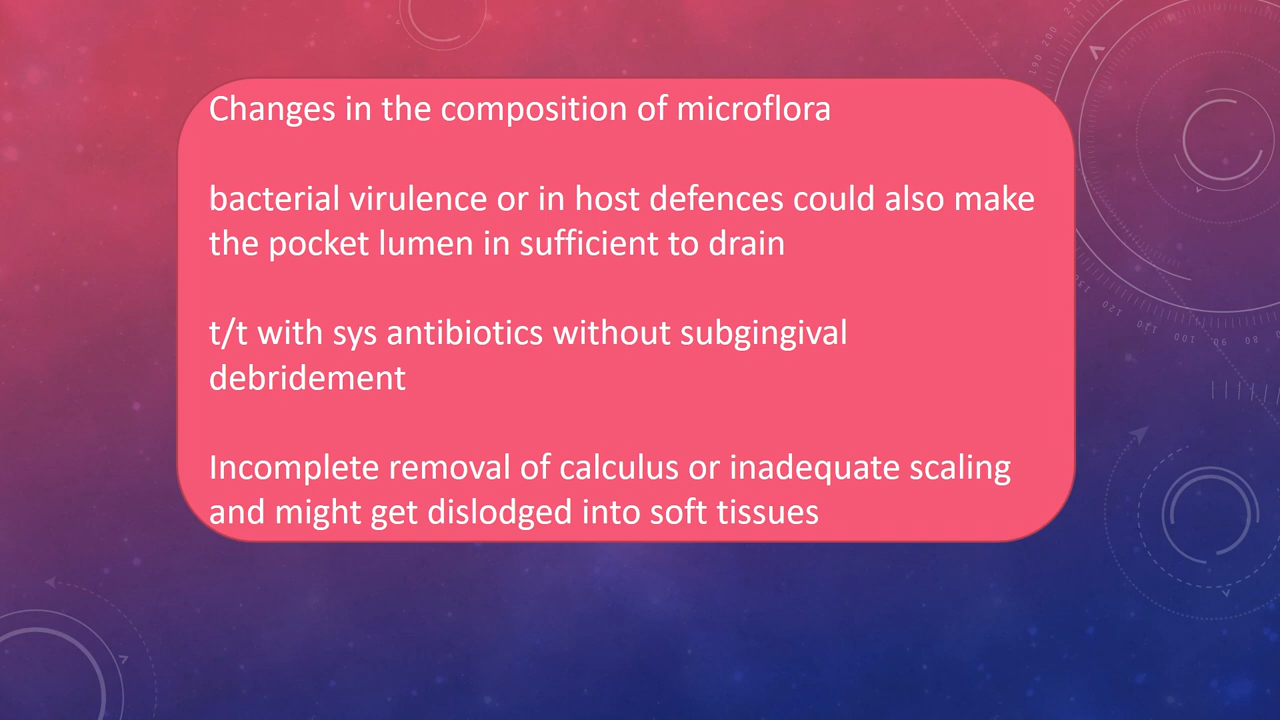 Changes in the composition of microflora
bacterial virulence or in host defences could also make
the pocket lumen in sufficient to drain
t/t with sys antibiotics without subgingival
debridement
Incomplete removal of calculus or inadequate scaling
and might get dislodged into soft tissues